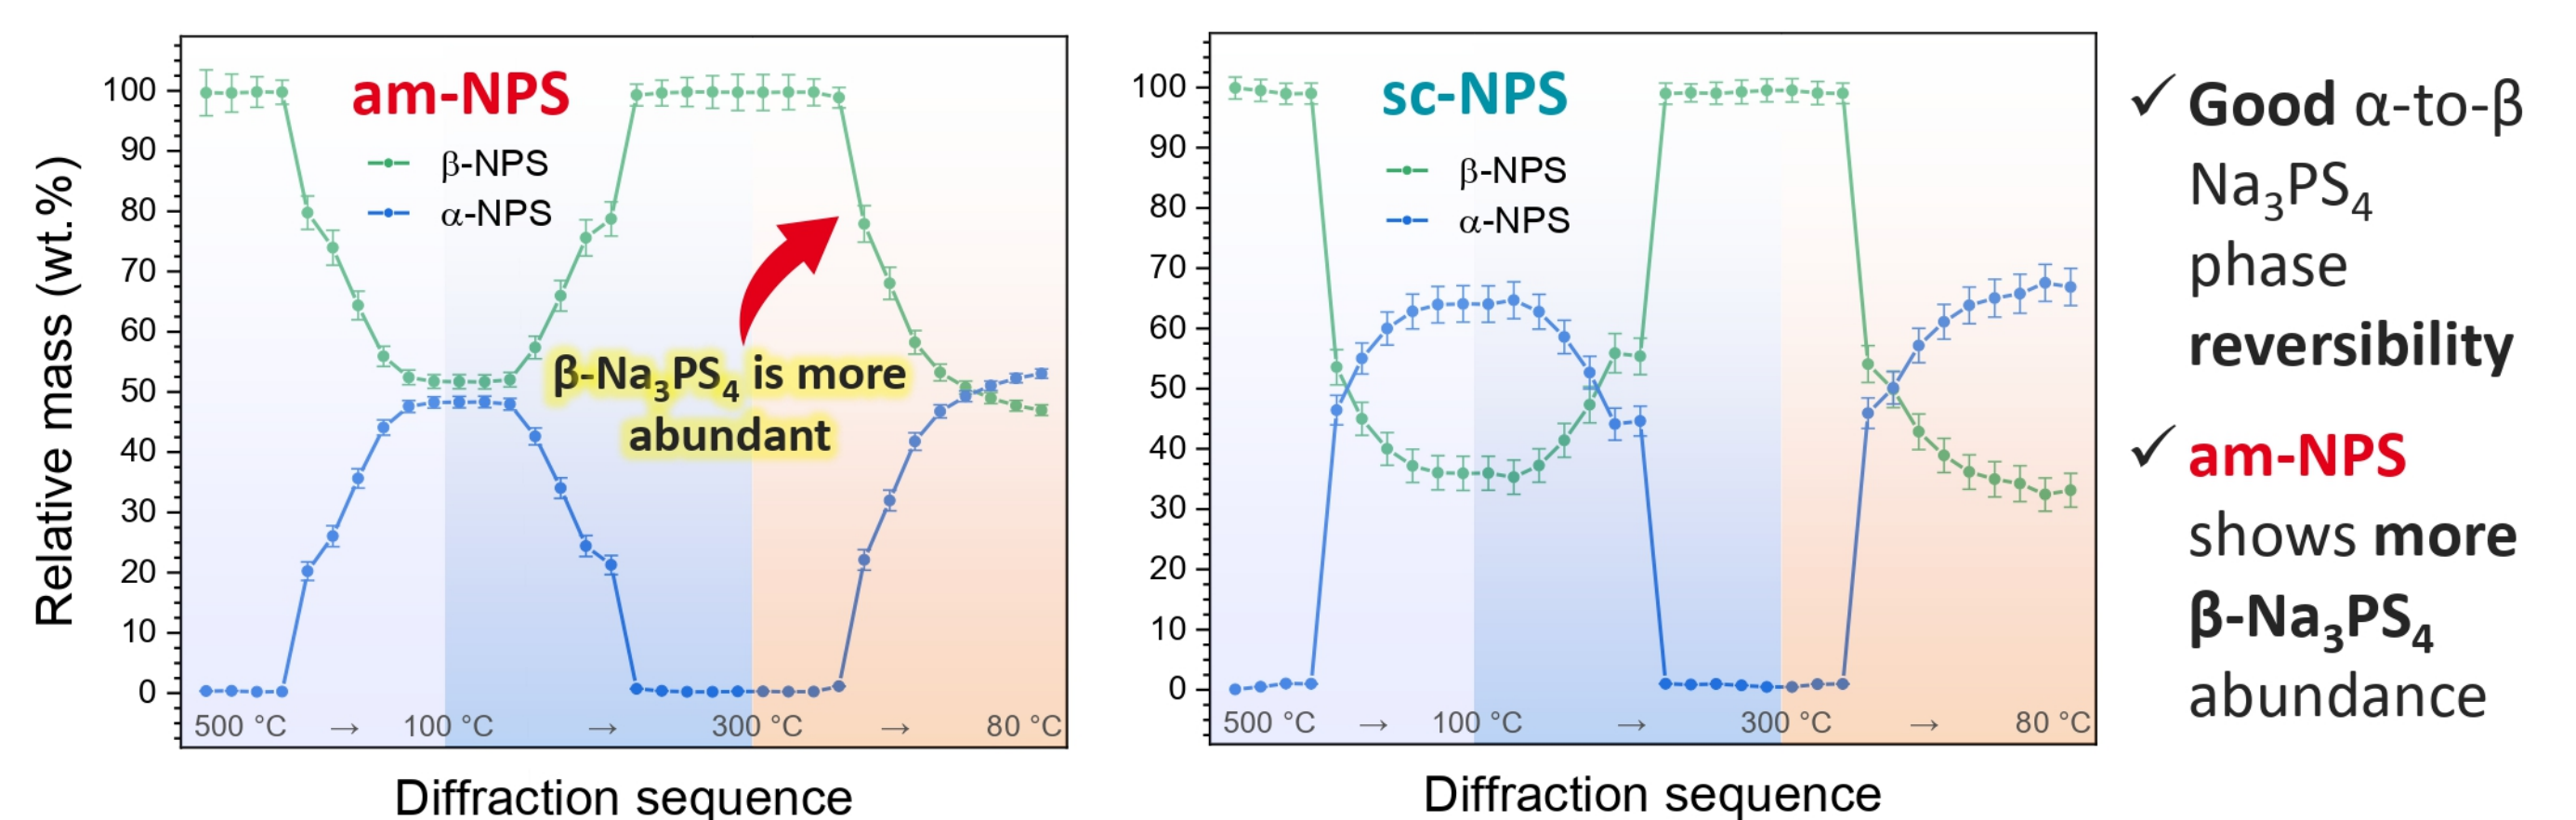 Relative mass (wt.%)
100
90
80
70
60
50
40
30
20
10
0
am-NPS
β-NPS
α-NPS
β-Na₃PS₄ is more
abundant
500 °C → 100 °C → 300 °C → 80 °C
Diffraction sequence
100
90
80
70
60
50
40
30
20
10
0
sc-NPS
β-NPS
α-NPS
500 °C → 100 °C → 300 °C → 80 °C
Diffraction sequence
✓ Good α-to-β
Na₃PS₄
phase
reversibility
✓ am-NPS
shows more
β-Na₃PS₄
abundance